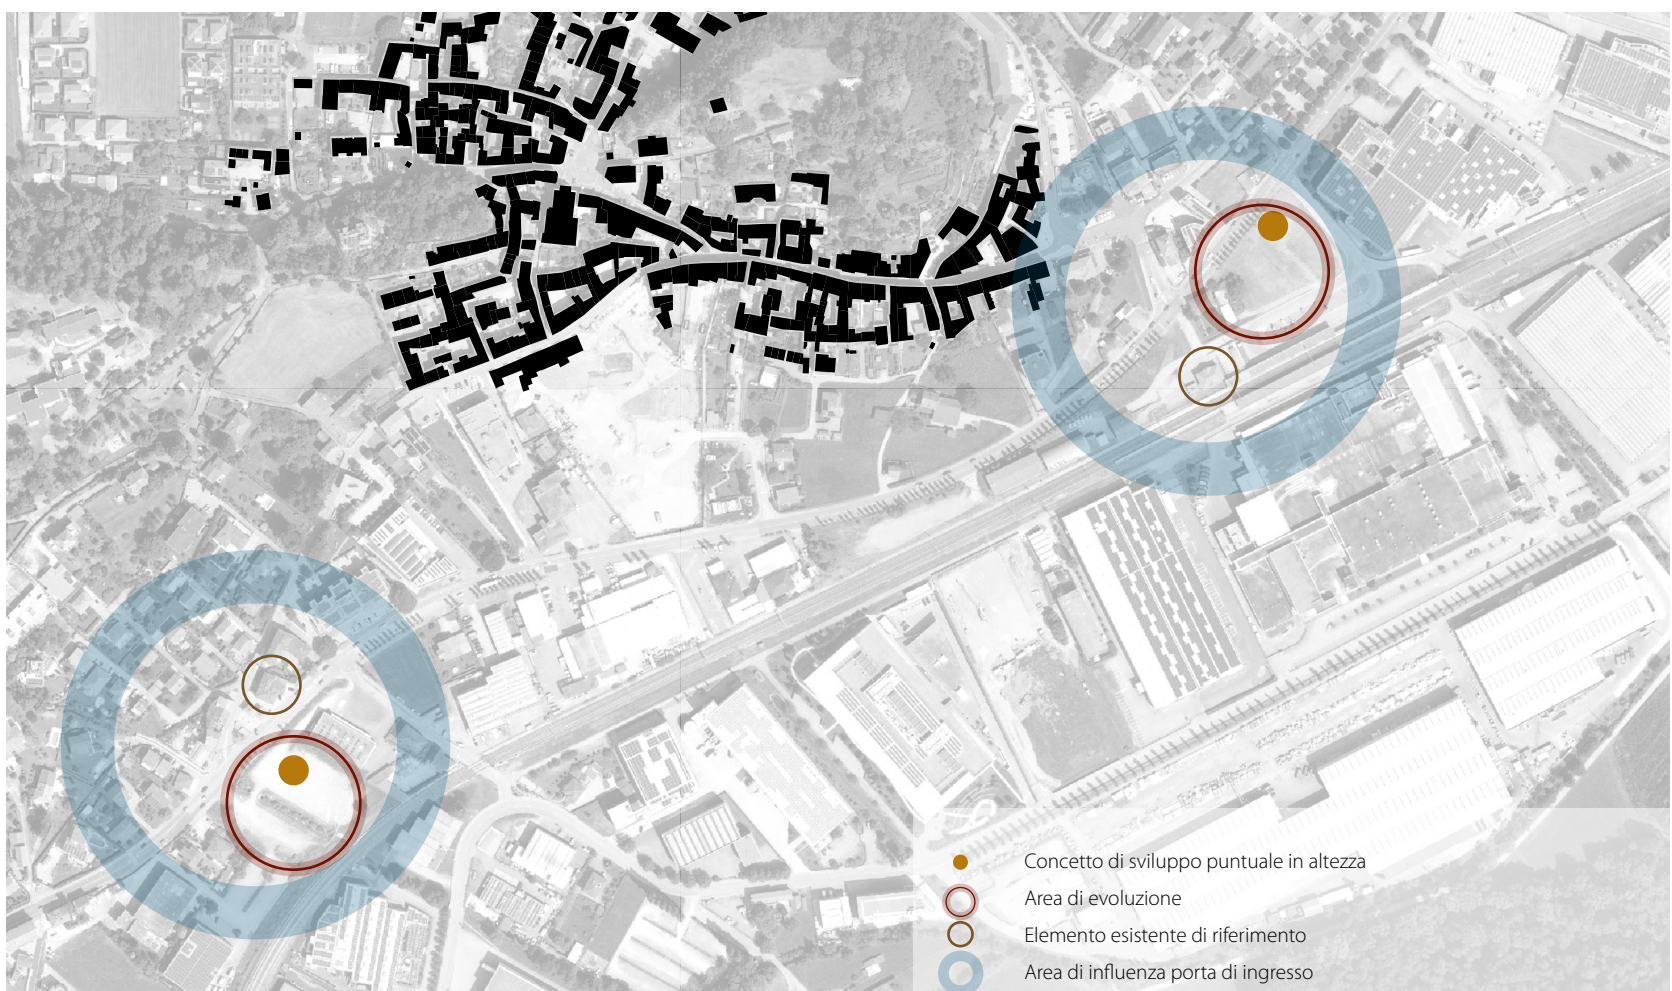 Concetto di sviluppo puntuale in altezza
Area di evoluzione
Elemento esistente di riferimento
Area di influenza porta di ingresso